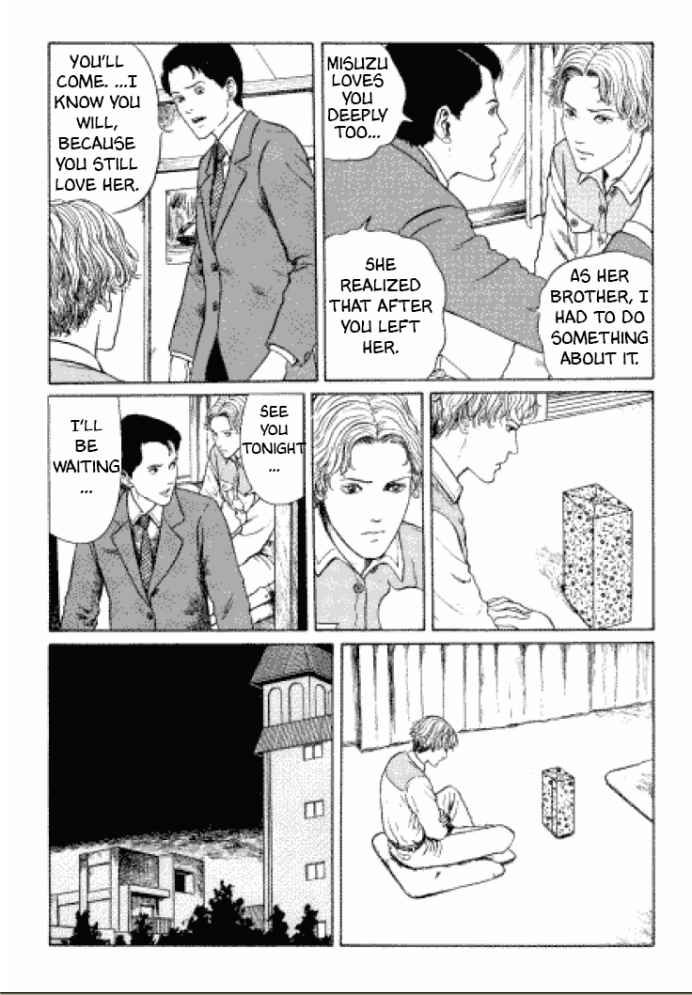 YOU'LL
COME. ...I
KNOW YOU
WILL,
BECAUSE
YOU STILL
LOVE HER.
MISUZU
LOVES
YOU
DEEPLY
TOO...
SHE
REALIZED
THAT AFTER
YOU LEFT
HER.
AS HER
BROTHER, I
HAD TO DO
SOMETHING
ABOUT IT.
I'LL
BE
WAITING
...
SEE
YOU
TONIGHT
...